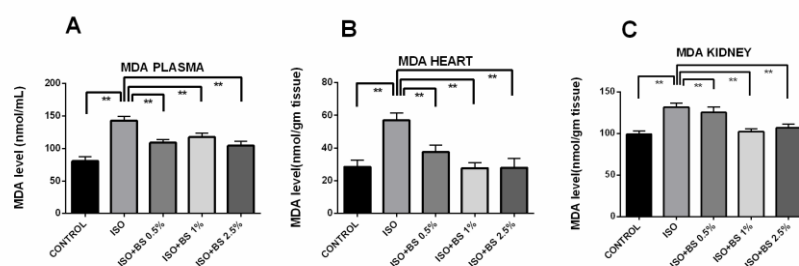 A
MDA PLASMA
MDA level (nmol/mL)
200
150
100
50
0
** ** ** **
CONTROL
ISO
ISO+BS 0.5%
ISO+BS 1%
ISO+BS 2.5%
B
MDA HEART
MDA level(nmol/gm tissue)
80
60
40
20
0
** ** ** **
CONTROL
ISO
ISO+BS 0.5%
ISO+BS 1%
ISO+BS 2.5%
C
MDA KIDNEY
MDA level(nmol/gm tissue)
150
100
50
0
** ** ** **
CONTROL
ISO
ISO+BS 0.5%
ISO+BS 1%
ISO+BS 2.5%